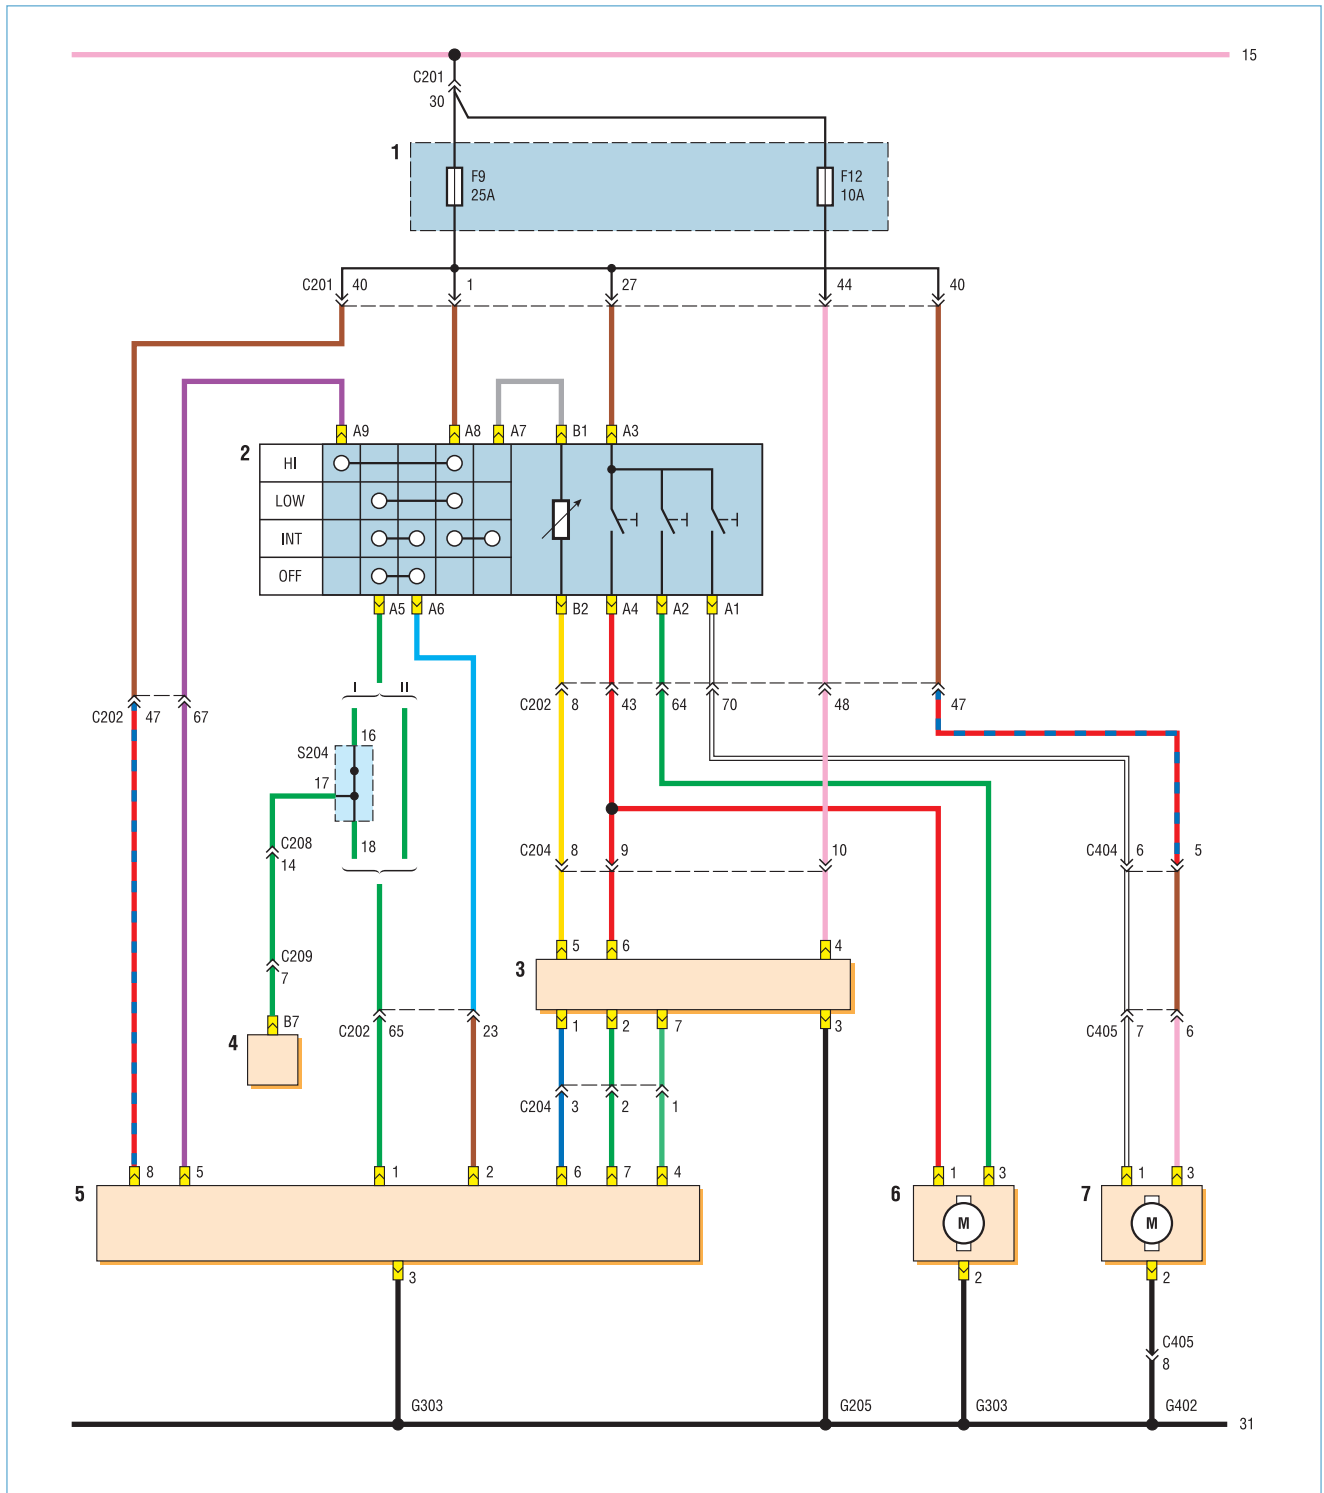 15
C201
30
1
F9
25A
F12
10A
C201 40 1 27 44 40
2 A9 A8 A7 B1 A3
HI
LOW
INT
OFF
A5 A6 B2 A4 A2 A1
I II
C202 47 67 C202 8 43 64 70 48 47
16
S204
17
18
C208
14
C204 8 9 10 C404 6 5
3 5 6 4
C209
7
4 B7
C202 65 23 1 2 7 3 C405 7 6
C204 3 2 1
8 5 1 2 6 7 4 1 3 1 3
5 6 7
M M
3 2 2
C405
8
G303 G205 G303 G402
31